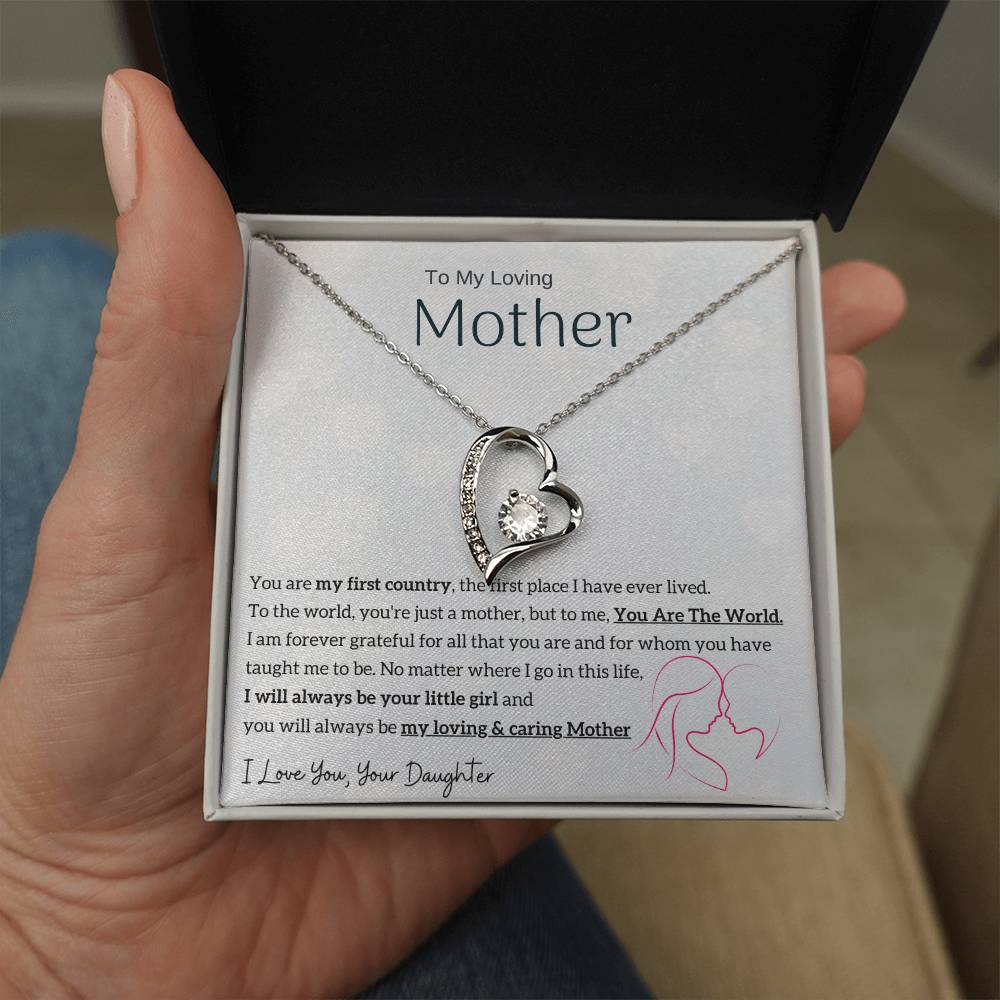 To My Loving
Mother
You are my first country, the first place I have ever lived.
To the world, you're just a mother, but to me, You Are The World.
I am forever grateful for all that you are and for whom you have
taught me to be. No matter where I go in this life,
I will always be your little girl and
you will always be my loving & caring Mother
I Love You, Your Daughter